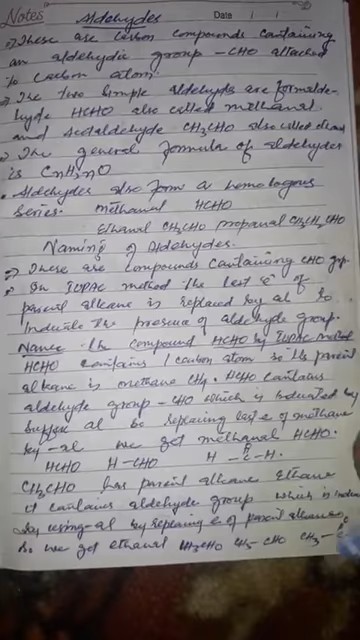 Notes Aldehydes Date
These are carbon compounds containing
an aldehydic group -CHO attached
to carbon atom.
The two simple aldehyds are formalde-
hyde HCHO also called methanal
and Acetaldehyde CH3CHO also called
The general formula of aldehydes
is CnH2nO
Aldehydes also form a homologous
series. methanal HCHO
Ethanal CH3CHO propanal CH3CH2CHO
Naming of Aldehydes.
These are compounds containing CHO gp.
In IUPAC method the last e of
parent alkane is replaced by al to
indicate the presence of aldehyde group.
Name the compound HCHO by IUPAC method
HCHO contains 1 carbon atom so its parent
alkane is methane CH4. HCHO contains
aldehyde group -CHO which is indicated by
suffix al so replacing last e of methane
by -al we get methanal HCHO.
HCHO H-CHO H-C-H.
CH3CHO has parent alkane Ethane
it contains aldehyde group which is
by using-al by replacing e of parent alkane
so we get ethanal CH3CHO CH3-CHO CH3-C